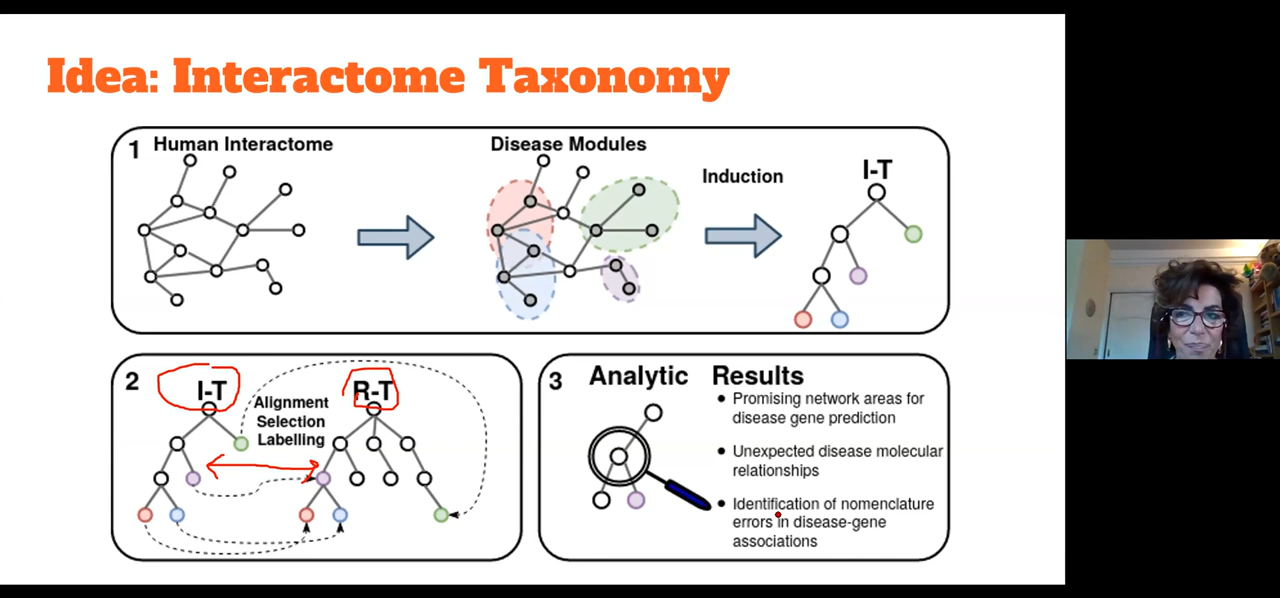 Idea: Interactome Taxonomy
1 Human Interactome
Disease Modules
Induction
I-T
2
I-T
Alignment
Selection
Labelling
R-T
3 Analytic Results
• Promising network areas for
disease gene prediction
• Unexpected disease molecular
relationships
• Identification of nomenclature
errors in disease-gene
associations